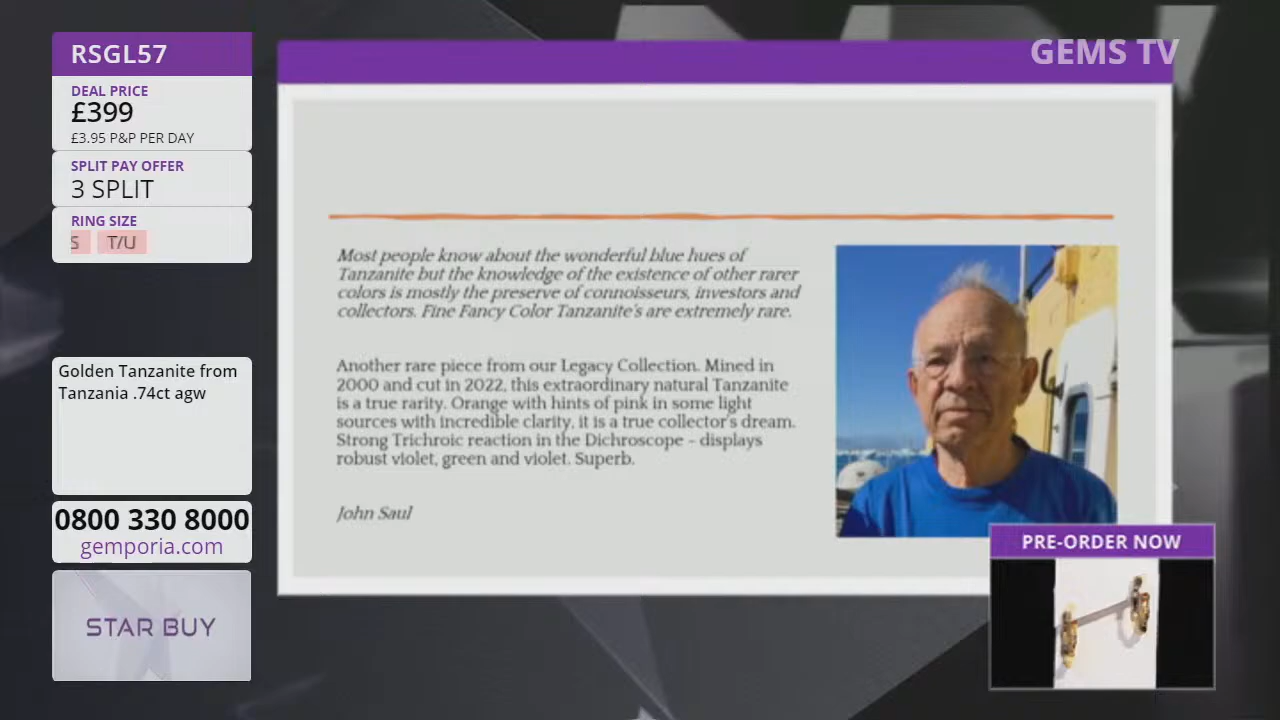 RSGL57
DEAL PRICE
£399
£3.95 P&P PER DAY
SPLIT PAY OFFER
3 SPLIT
RING SIZE
S T/U
Golden Tanzanite from
Tanzania .74ct agw
0800 330 8000
gemporia.com
STAR BUY
GEMS TV
Most people know about the wonderful blue hues of
Tanzanite but the knowledge of the existence of other rarer
colors is mostly the preserve of connoisseurs, investors and
collectors. Fine Fancy Color Tanzanite's are extremely rare.
Another rare piece from our Legacy Collection. Mined in
2000 and cut in 2022, this extraordinary natural Tanzanite
is a true rarity. Orange with hints of pink in some light
sources with incredible clarity, it is a true collector's dream.
Strong Trichroic reaction in the Dichroscope – displays
robust violet, green and violet. Superb.
John Saul
PRE-ORDER NOW